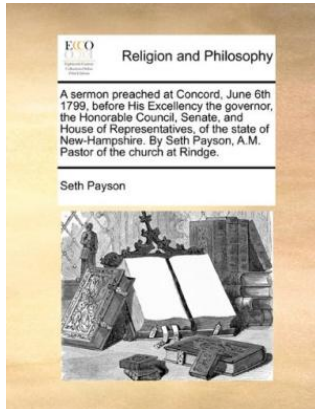 ECCO
Religion and Philosophy
A sermon preached at Concord, June 6th
1799, before His Excellency the governor,
the Honorable Council, Senate, and
House of Representatives, of the state of
New-Hampshire. By Seth Payson, A.M.
Pastor of the church at Rindge.
Seth Payson